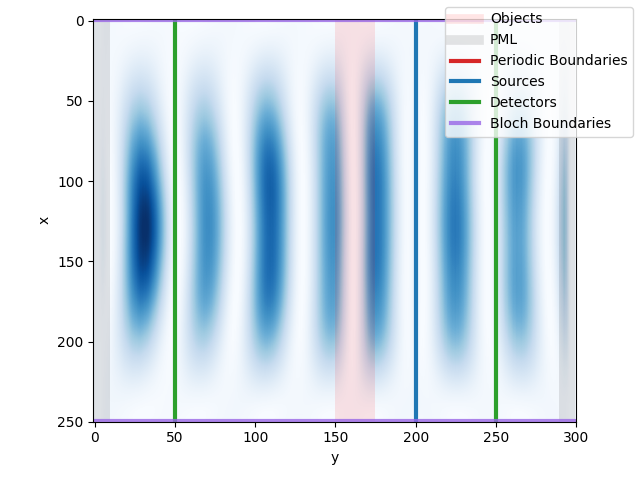 Objects
PML
Periodic Boundaries
Sources
Detectors
Bloch Boundaries
0
50
100
150
200
250
x
0
50
100
150
200
250
300
y